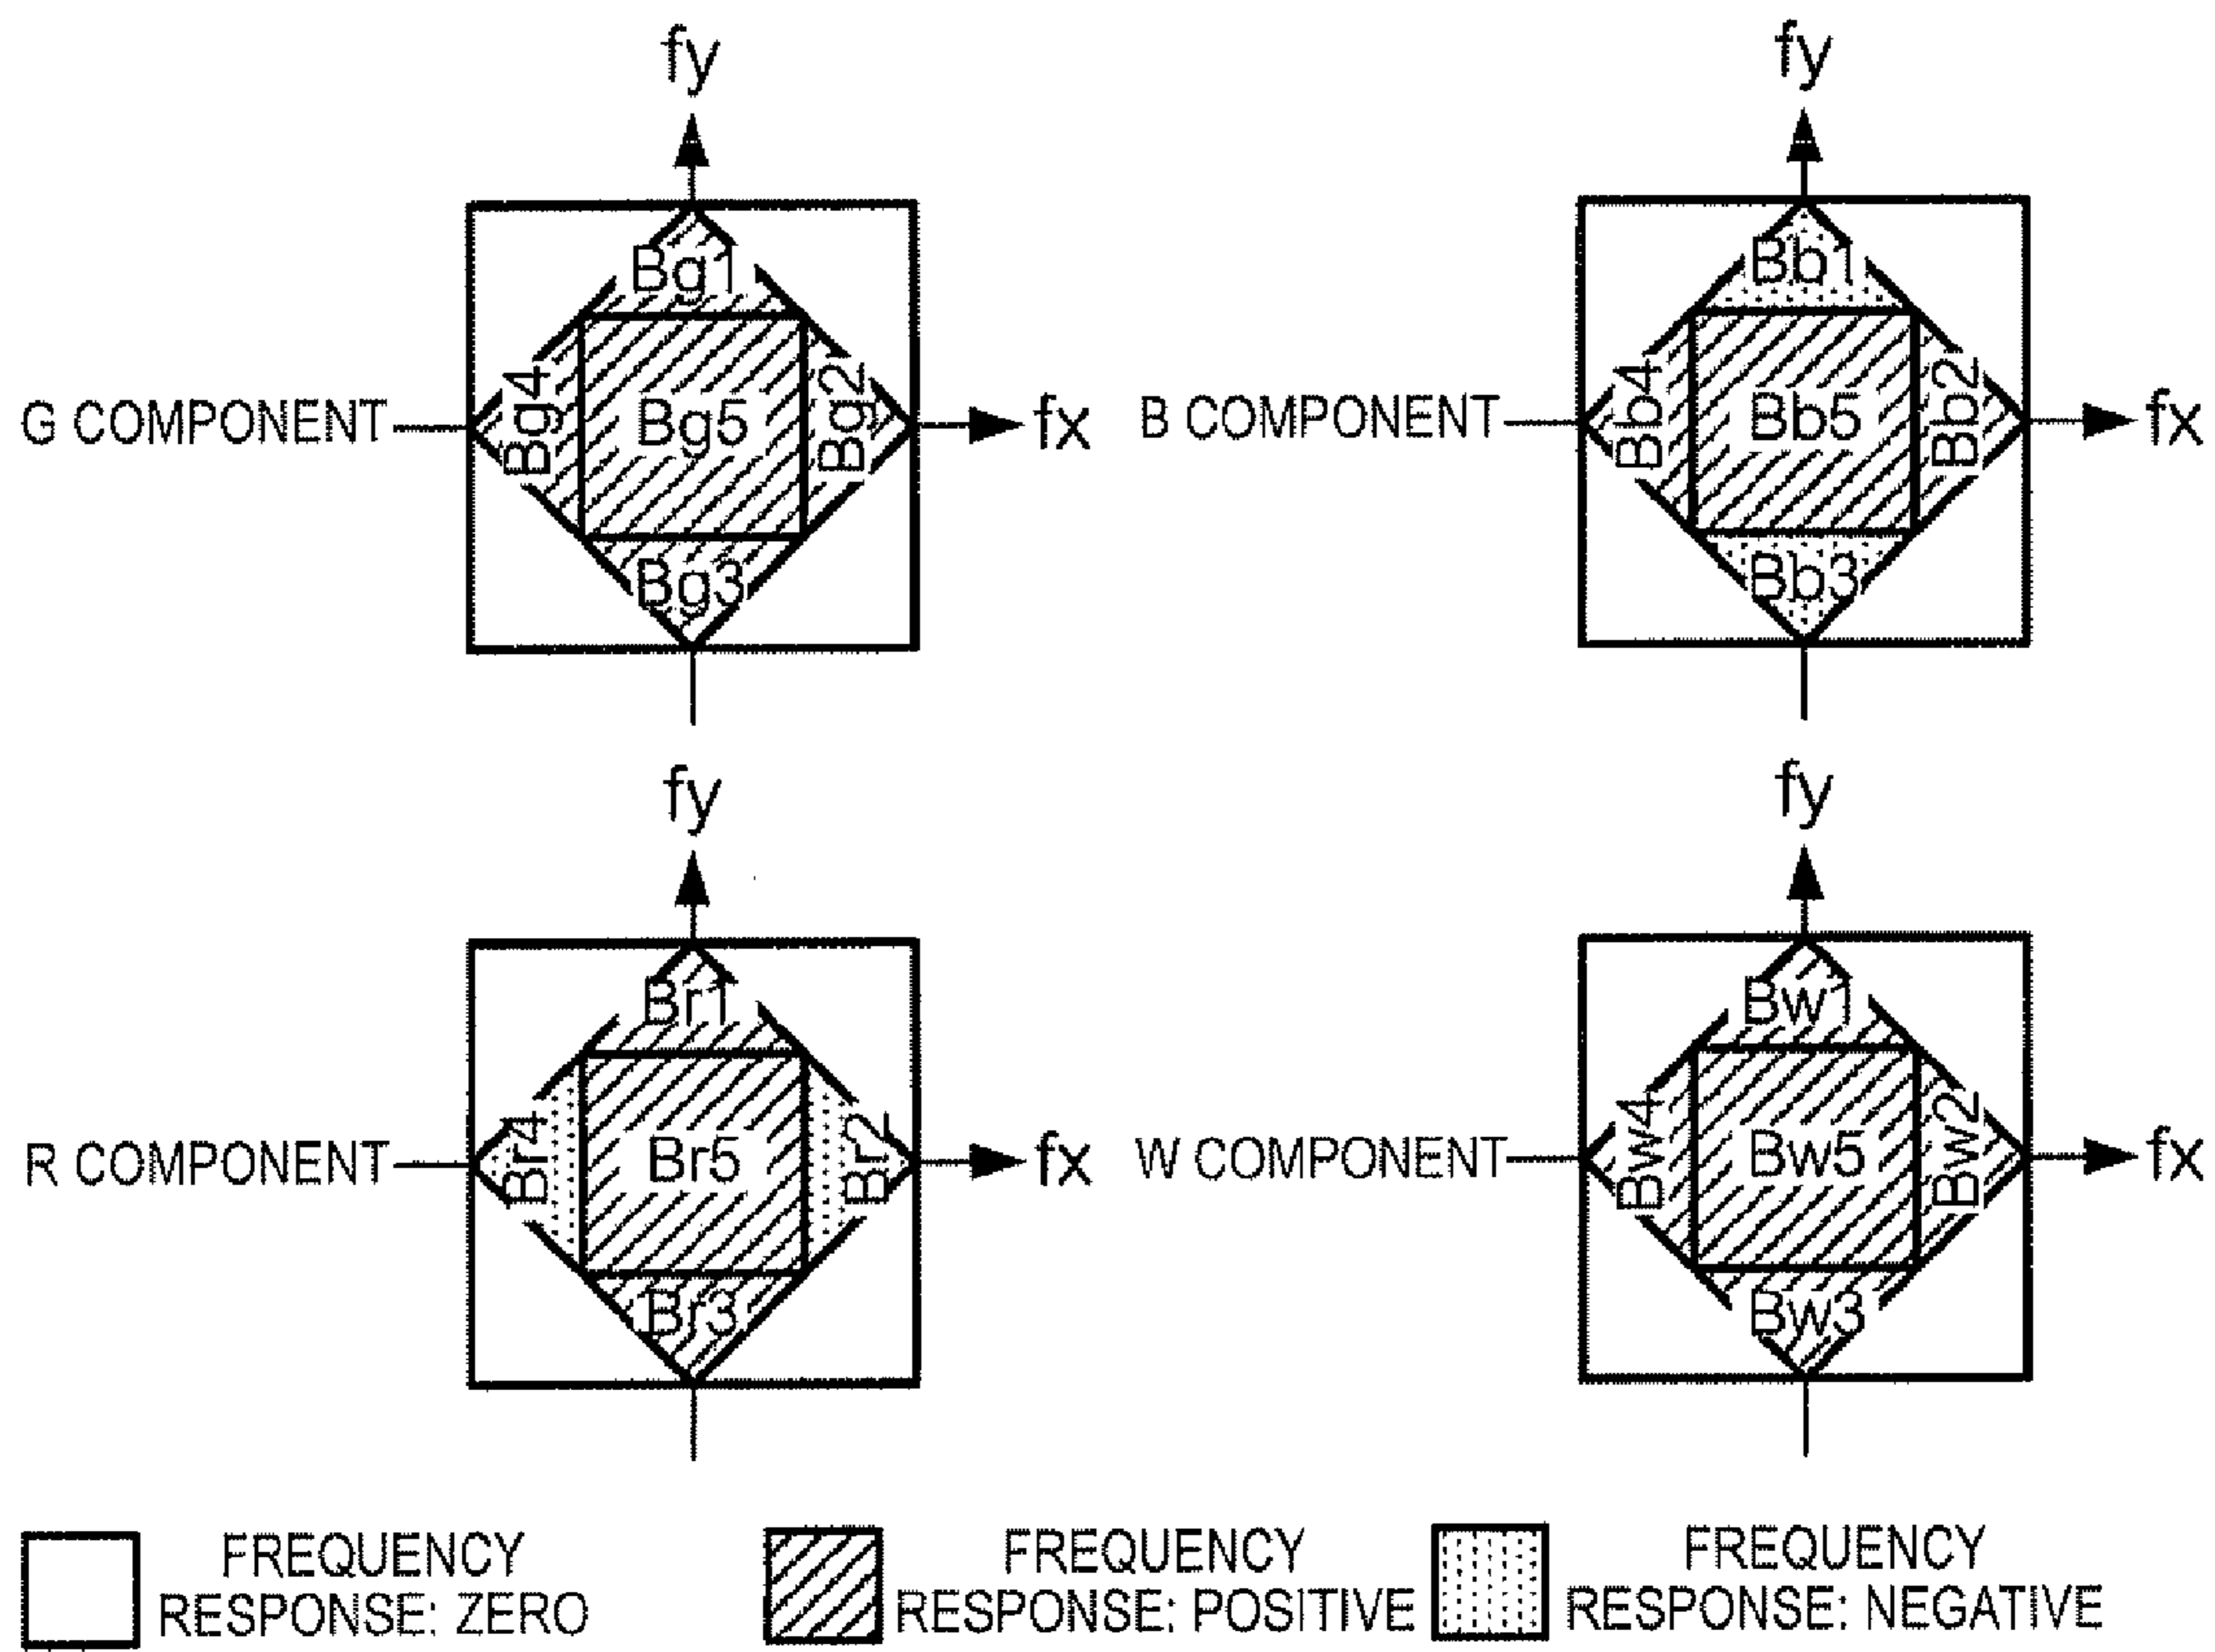 fy
Bg1
Bg4
Bg5
Bg2
G COMPONENT
fx
Bg3
fy
Bb1
Bb4
Bb5
Bb2
B COMPONENT
fx
Bb3
fy
Br1
Br4
Br5
Br2
R COMPONENT
fx
Br3
fy
Bw1
Bw4
Bw5
Bw2
W COMPONENT
fx
Bw3
FREQUENCY
RESPONSE: ZERO
FREQUENCY
RESPONSE: POSITIVE
FREQUENCY
RESPONSE: NEGATIVE